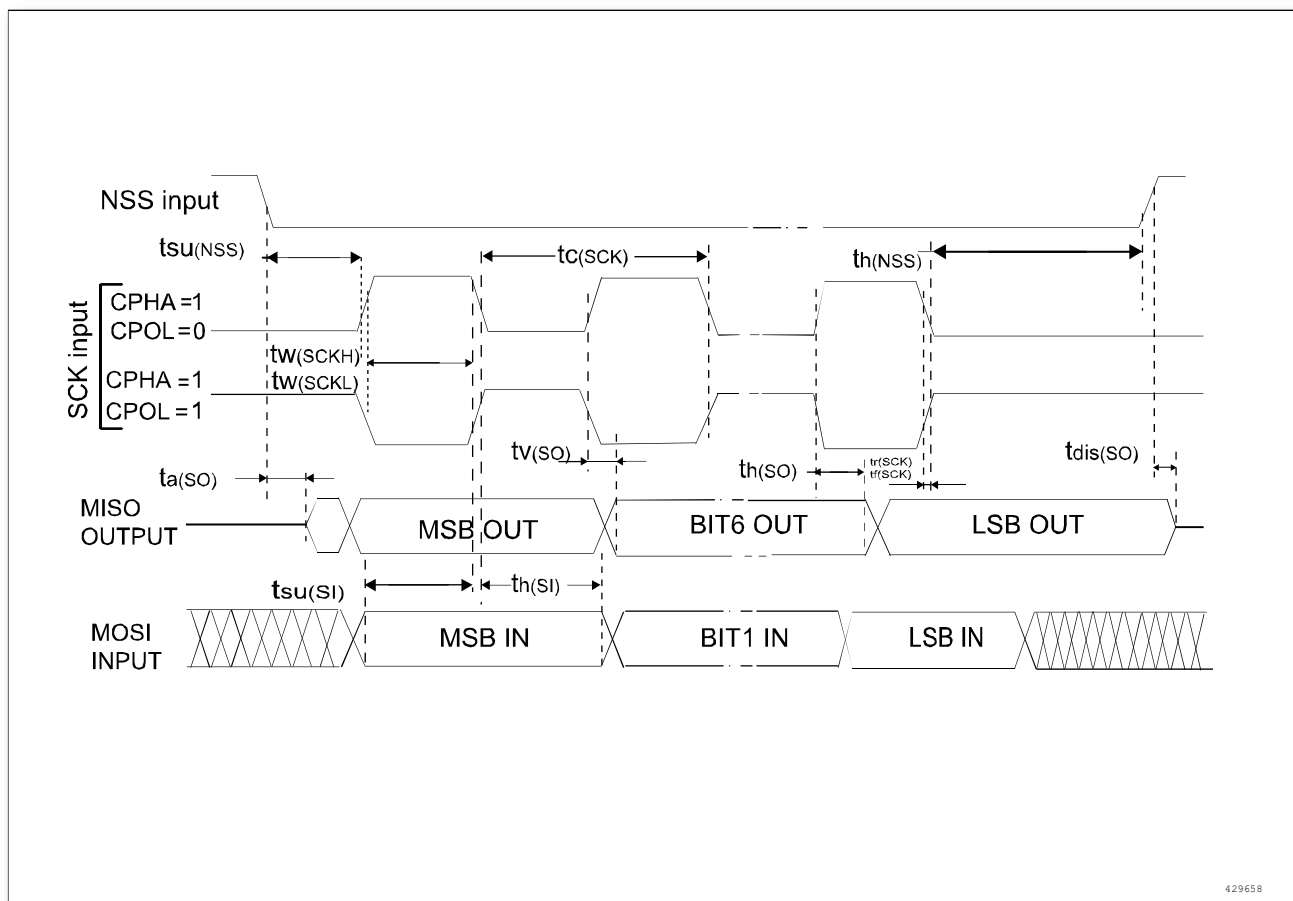 NSS input
tsu(NSS)
tc(SCK)
th(NSS)
SCK input
CPHA=1
CPOL=0
tw(SCKH)
CPHA=1
tw(SCKL)
CPOL=1
tv(SO)
th(SO)
tr(SCK)
tf(SCK)
tdis(SO)
ta(SO)
MISO
OUTPUT
MSB OUT
BIT6 OUT
LSB OUT
tsu(SI)
th(SI)
MOSI
INPUT
MSB IN
BIT1 IN
LSB IN
429658